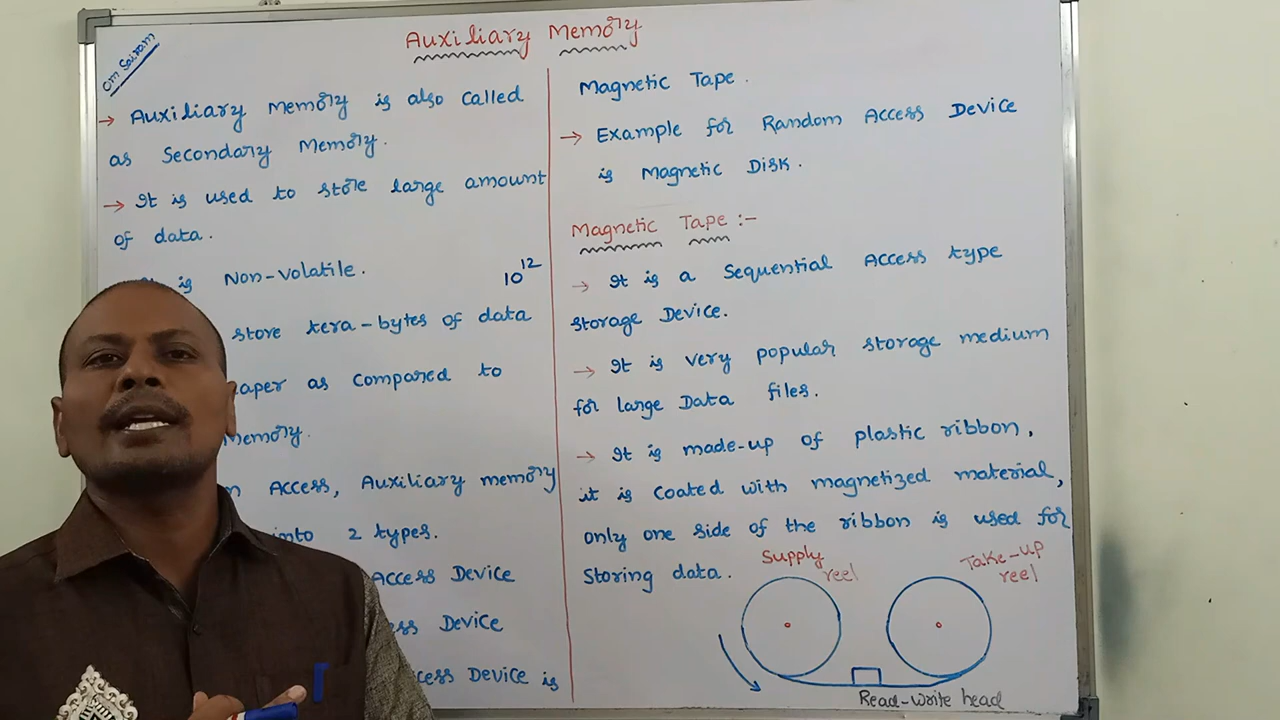 Auxiliary Memory
Om Sairam
→ Auxiliary Memory is also called
as Secondary Memory.
→ It is used to store large amount
of data.
is Non-volatile.
10^12
store tera-bytes of data
aper as compared to
Memory.
Access, Auxiliary memory
into 2 types.
Access Device
ss Device
cess Device is
Magnetic Tape.
→ Example for Random Access Device
is Magnetic Disk.
Magnetic Tape :-
→ It is a Sequential Access type
storage Device.
→ It is very popular storage medium
for large Data files.
→ It is made-up of plastic ribbon,
it is coated with magnetized material,
only one side of the ribbon is used for
Storing data.
Supply
reel
Take-up
reel
Read-write head